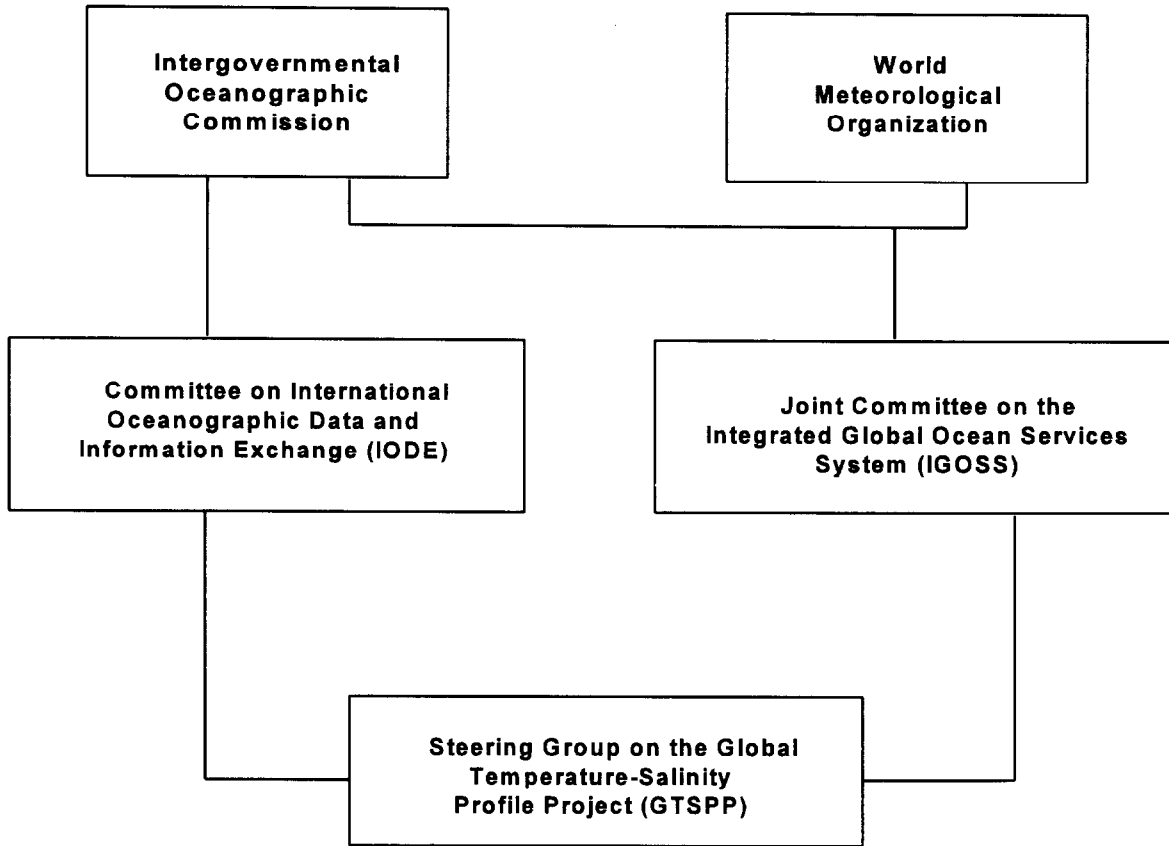 Intergovernmental
Oceanographic
Commission
World
Meteorological
Organization
Committee on International
Oceanographic Data and
Information Exchange (IODE)
Joint Committee on the
Integrated Global Ocean Services
System (IGOSS)
Steering Group on the Global
Temperature-Salinity
Profile Project (GTSPP)